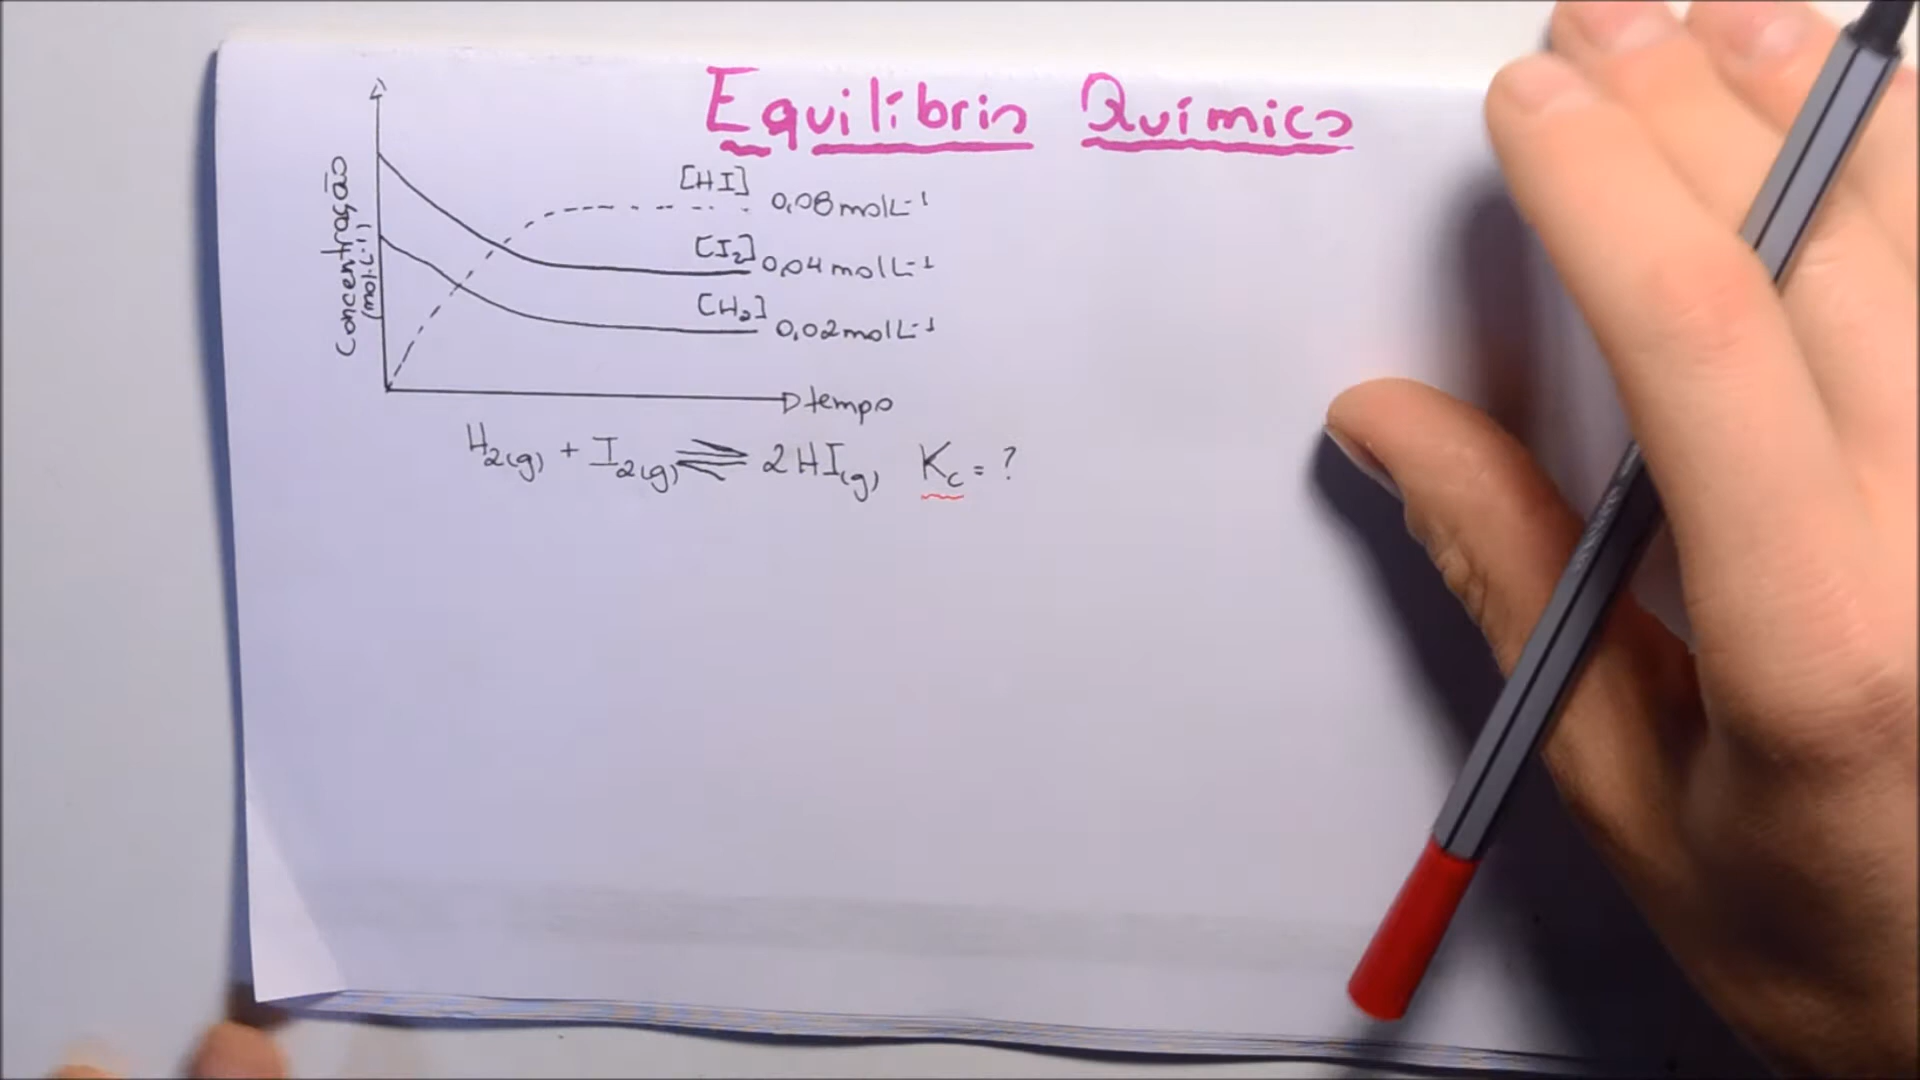 Equilíbrio Químico
Concentração
(mol.L-1)
[HI] 0,08 mol L-1
[I2] 0,04 mol L-1
[H2] 0,02 mol L-1
tempo
H2(g) + I2(g) ⇌ 2HI(g) Kc = ?